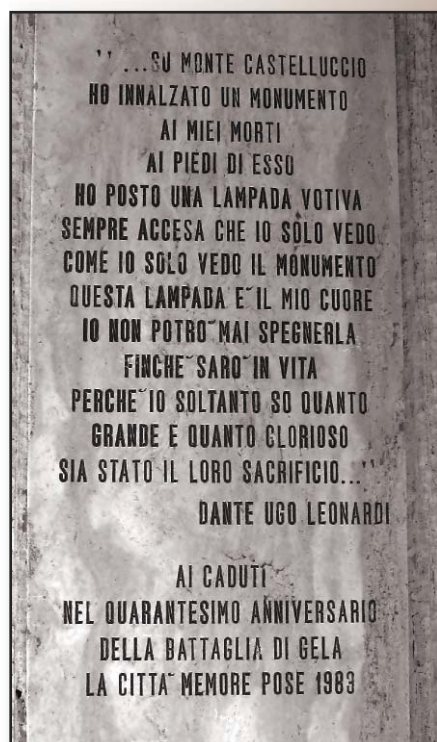 "...SU MONTE CASTELLUCCIO
HO INNALZATO UN MONUMENTO
AI MIEI MORTI
AI PIEDI DI ESSO
HO POSTO UNA LAMPADA VOTIVA
SEMPRE ACCESA CHE IO SOLO VEDO
COME IO SOLO VEDO IL MONUMENTO
QUESTA LAMPADA E` IL MIO CUORE
IO NON POTRO` MAI SPEGNERLA
FINCHE` SARO` IN VITA
PERCHE` IO SOLTANTO SO QUANTO
GRANDE E QUANTO GLORIOSO
SIA STATO IL LORO SACRIFICIO..."
DANTE UGO LEONARDI
AI CADUTI
NEL QUARANTESIMO ANNIVERSARIO
DELLA BATTAGLIA DI GELA
LA CITTA` MEMORE POSE 1983